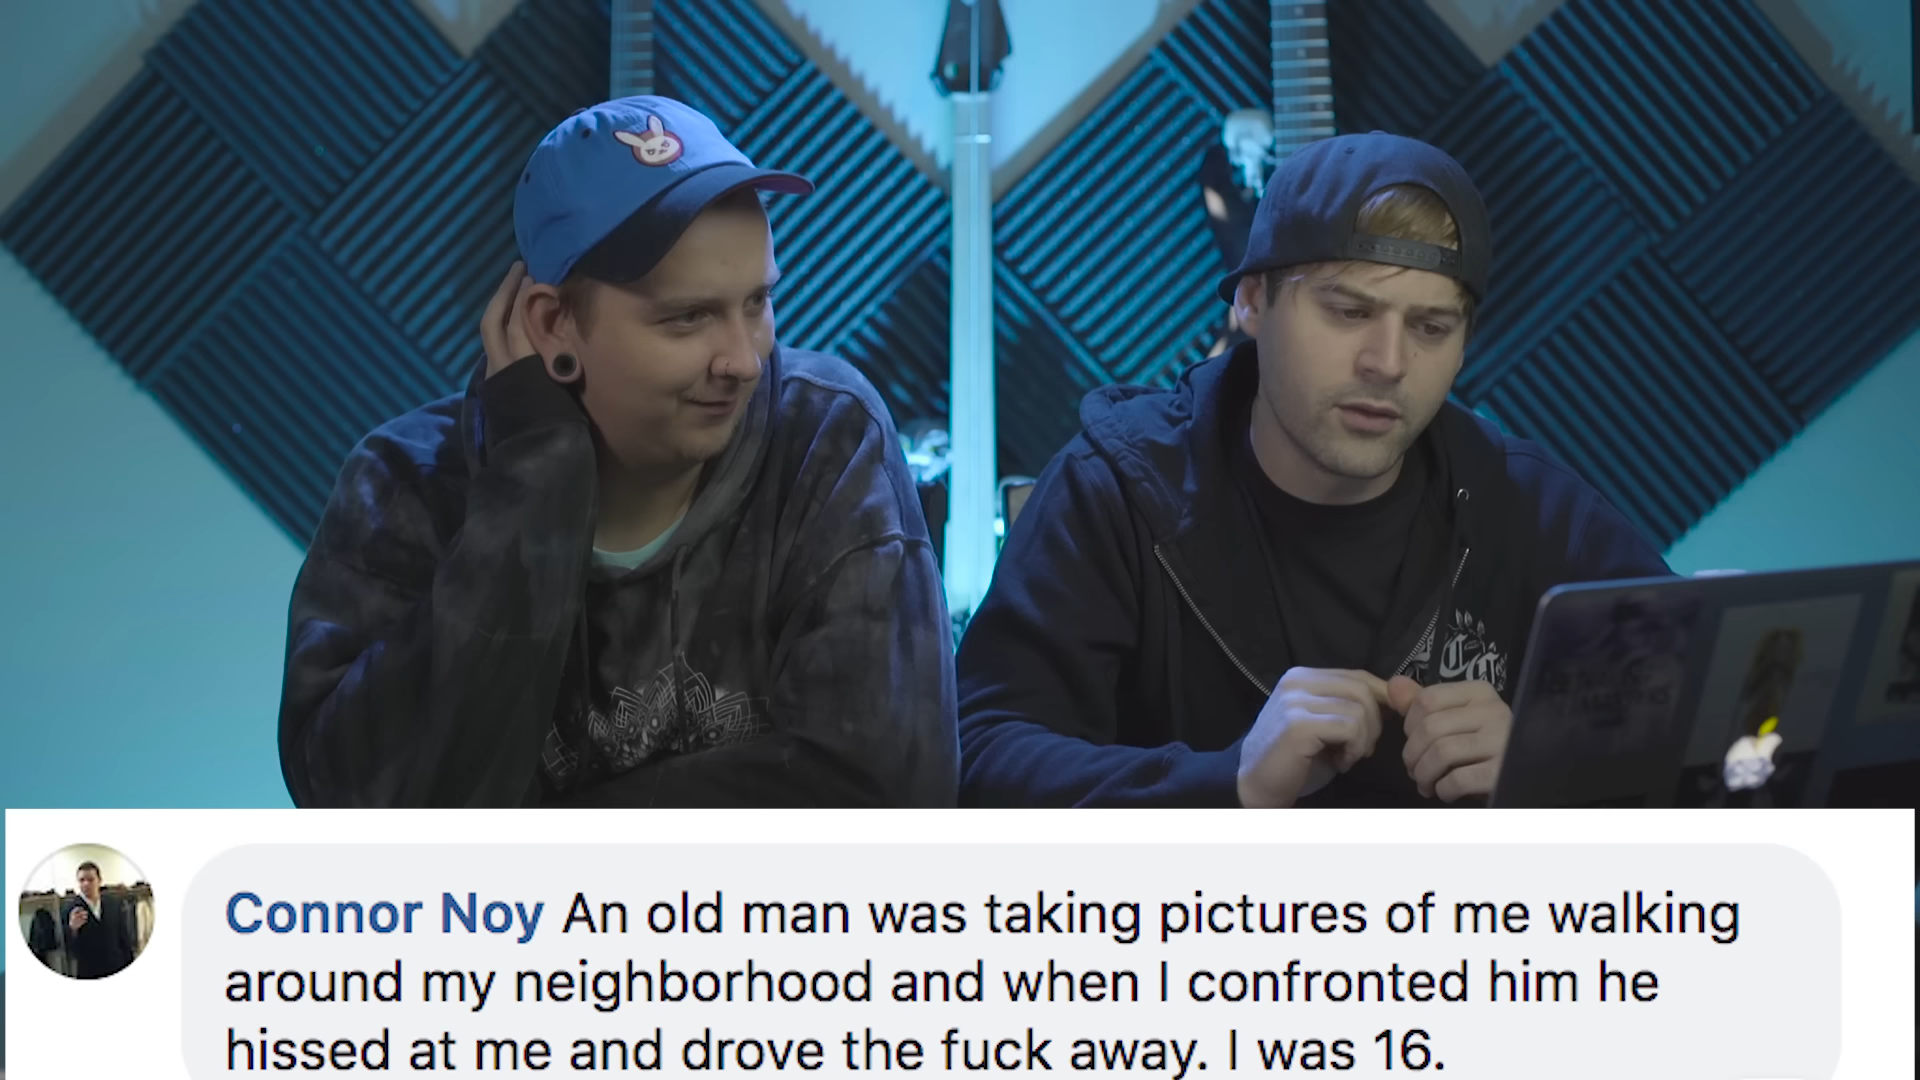 Connor Noy An old man was taking pictures of me walking
around my neighborhood and when I confronted him he
hissed at me and drove the fuck away. I was 16.